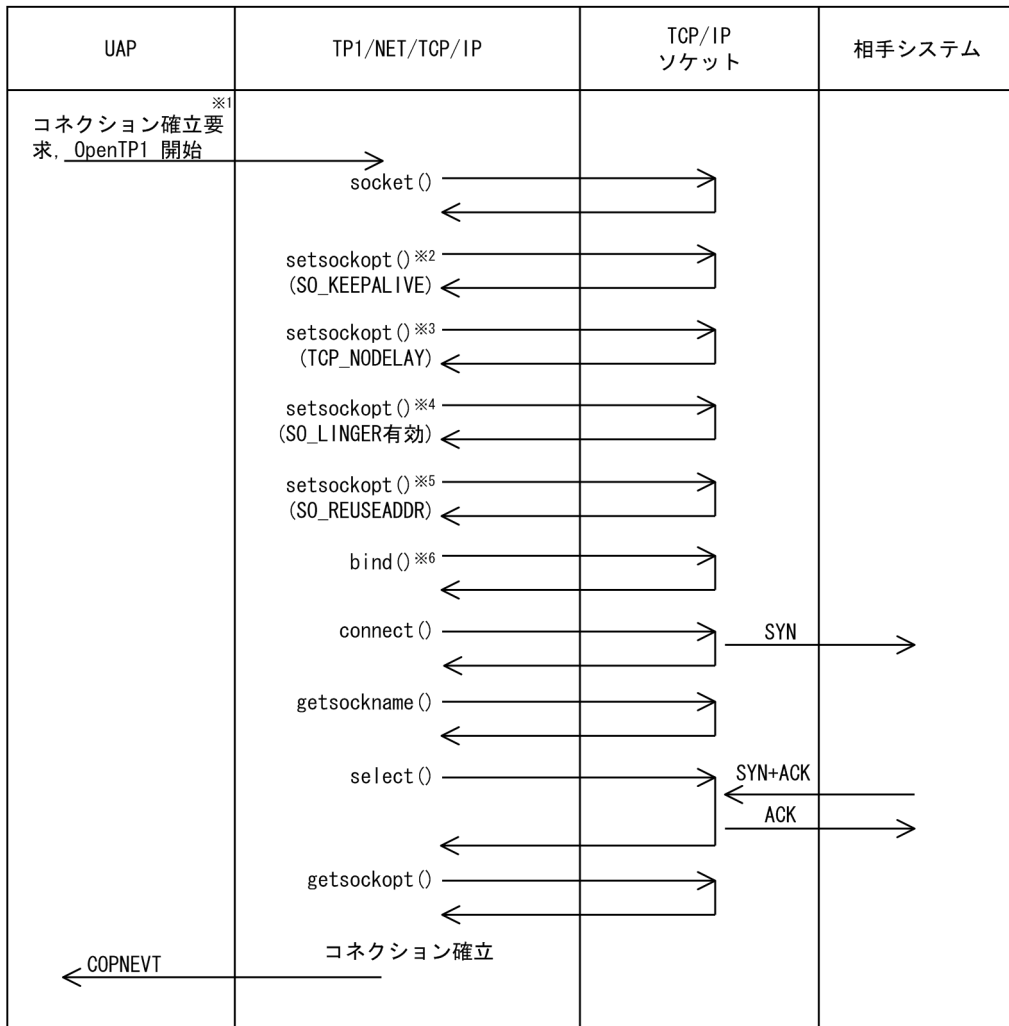 UAP
TP1/NET/TCP/IP
TCP/IP
ソケット
相手システム
※1
コネクション確立要
求, OpenTP1 開始
socket()
setsockopt()※2
(SO_KEEPALIVE)
setsockopt()※3
(TCP_NODELAY)
setsockopt()※4
(SO_LINGER有効)
setsockopt()※5
(SO_REUSEADDR)
bind()※6
connect()
SYN
getsockname()
select()
SYN+ACK
ACK
getsockopt()
コネクション確立
COPNEVT